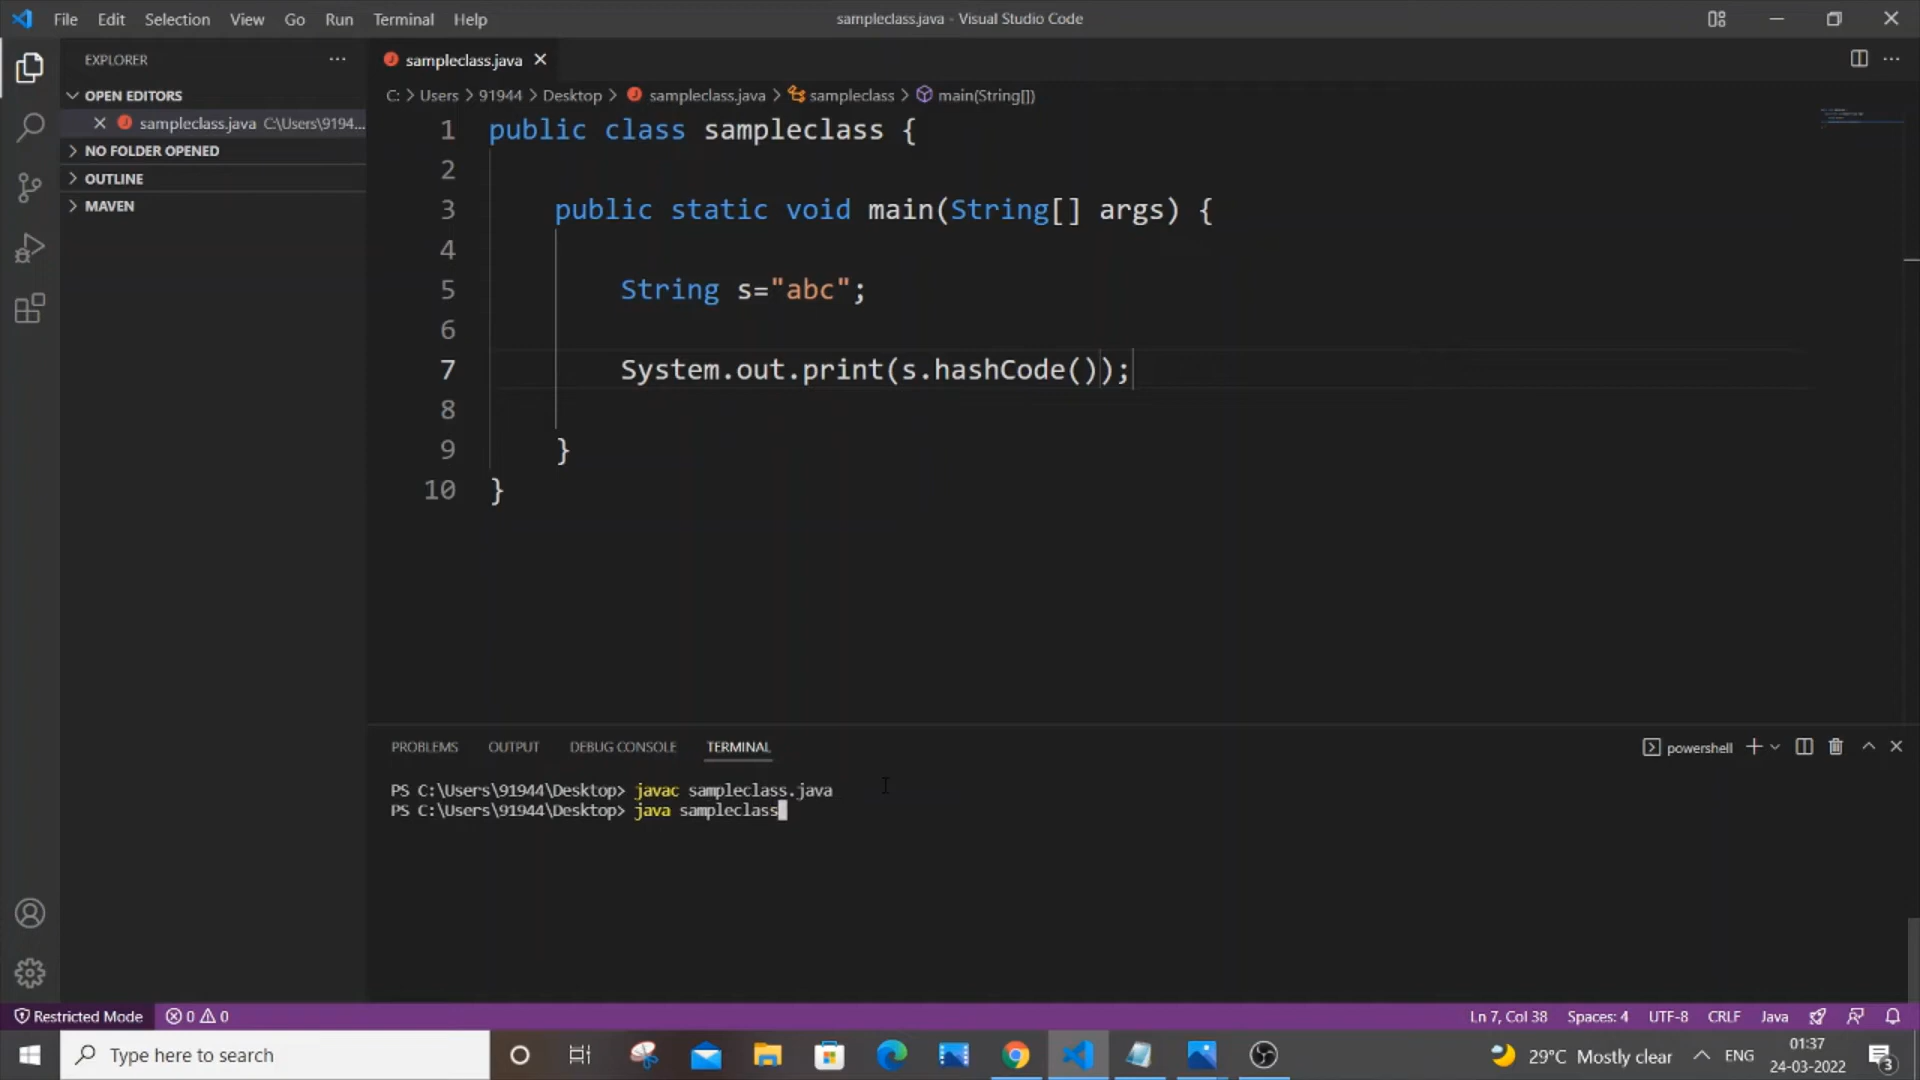 File Edit Selection View Go Run Terminal Help
sampleclass.java - Visual Studio Code
EXPLORER
OPEN EDITORS
sampleclass.java C:\Users\9194...
NO FOLDER OPENED
OUTLINE
MAVEN
sampleclass.java
C: > Users > 91944 > Desktop > sampleclass.java > sampleclass > main(String[])
1 public class sampleclass {
2
3 public static void main(String[] args) {
4
5 String s="abc";
6
7 System.out.print(s.hashCode());
8
9 }
10 }
PROBLEMS OUTPUT DEBUG CONSOLE TERMINAL
powershell
PS C:\Users\91944\Desktop> javac sampleclass.java
PS C:\Users\91944\Desktop> java sampleclass
Restricted Mode 0 0
Ln 7, Col 38 Spaces: 4 UTF-8 CRLF Java
Type here to search
29°C Mostly clear ENG
01:37
24-03-2022
3